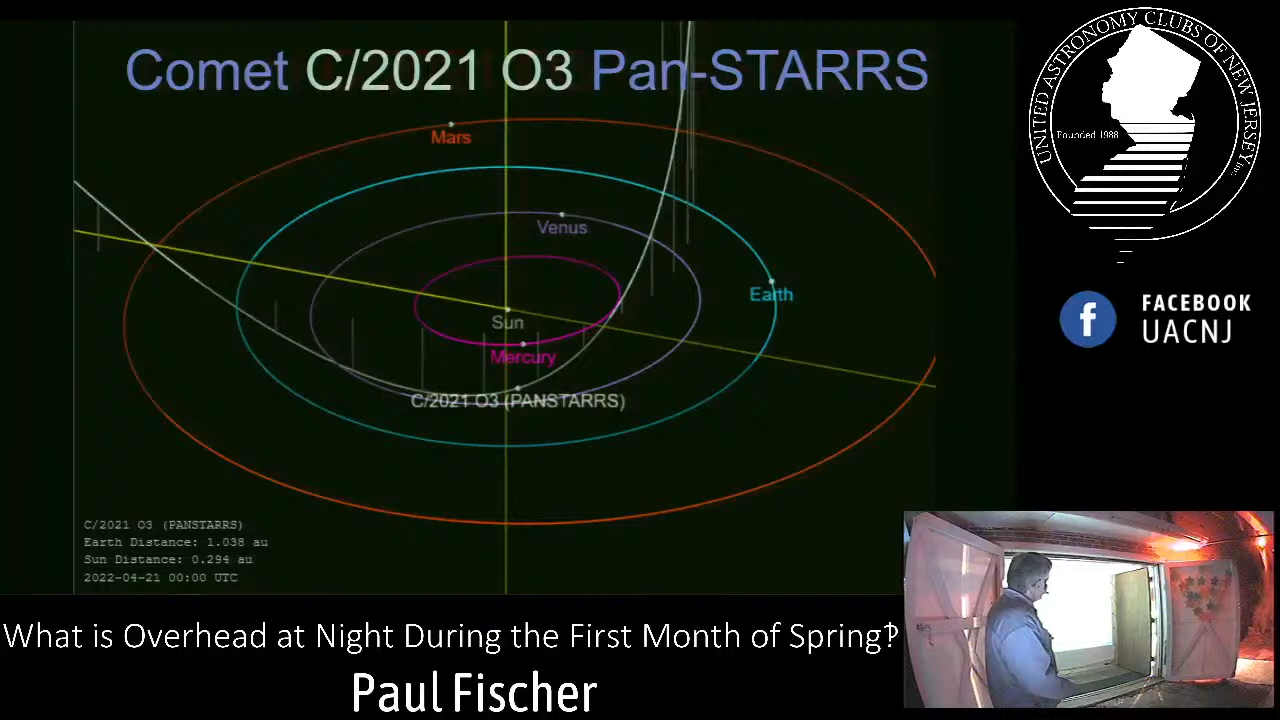 Comet C/2021 O3 Pan-STARRS
Mars
Venus
Earth
Sun
Mercury
C/2021 O3 (PANSTARRS)
C/2021 O3 (PANSTARRS)
Earth Distance: 1.038 au
Sun Distance: 0.294 au
2022-04-21 00:00 UTC
UNITED ASTRONOMY CLUBS OF NEW JERSEY, Inc.
Founded 1988
FACEBOOK
UACNJ
What is Overhead at Night During the First Month of Spring?
Paul Fischer